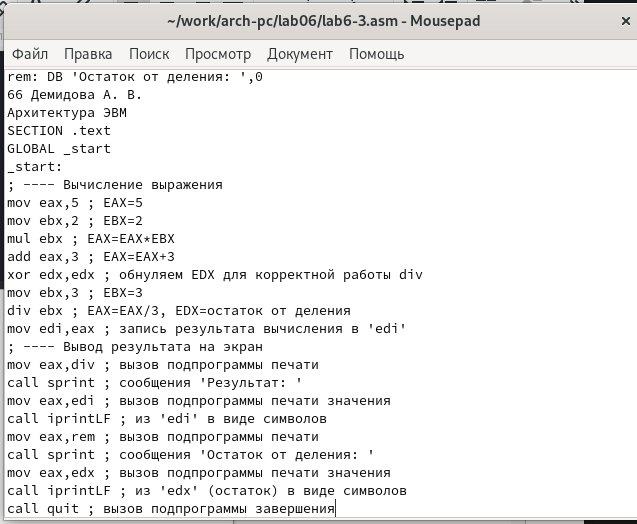 ~/work/arch-pc/lab06/lab6-3.asm - Mousepad
Файл Правка Поиск Просмотр Документ Помощь
rem: DB 'Остаток от деления: ',0
66 Демидова А. В.
Архитектура ЭВМ
SECTION .text
GLOBAL _start
_start:
; ---- Вычисление выражения
mov eax,5 ; EAX=5
mov ebx,2 ; EBX=2
mul ebx ; EAX=EAX*EBX
add eax,3 ; EAX=EAX+3
xor edx,edx ; обнуляем EDX для корректной работы div
mov ebx,3 ; EBX=3
div ebx ; EAX=EAX/3, EDX=остаток от деления
mov edi,eax ; запись результата вычисления в 'edi'
; ---- Вывод результата на экран
mov eax,div ; вызов подпрограммы печати
call sprint ; сообщения 'Результат: '
mov eax,edi ; вызов подпрограммы печати значения
call iprintLF ; из 'edi' в виде символов
mov eax,rem ; вызов подпрограммы печати
call sprint ; сообщения 'Остаток от деления: '
mov eax,edx ; вызов подпрограммы печати значения
call iprintLF ; из 'edx' (остаток) в виде символов
call quit ; вызов подпрограммы завершения